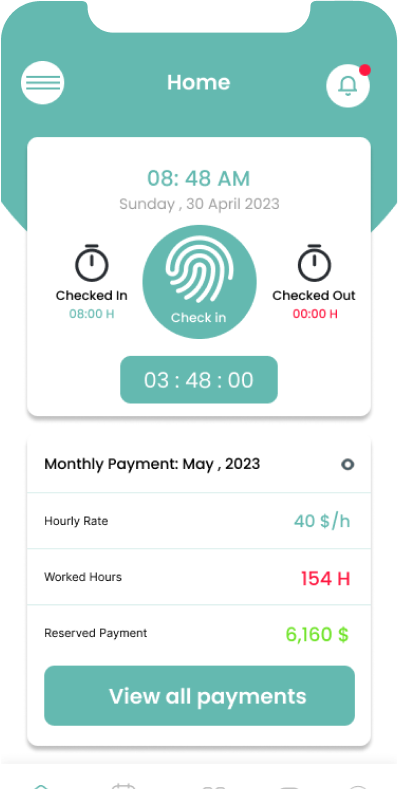 Home
08: 48 AM
Sunday , 30 April 2023
Checked In
08:00 H
Check in
Checked Out
00:00 H
03 : 48 : 00
Monthly Payment: May , 2023
Hourly Rate
40 $/h
Worked Hours
154 H
Reserved Payment
6,160 $
View all payments